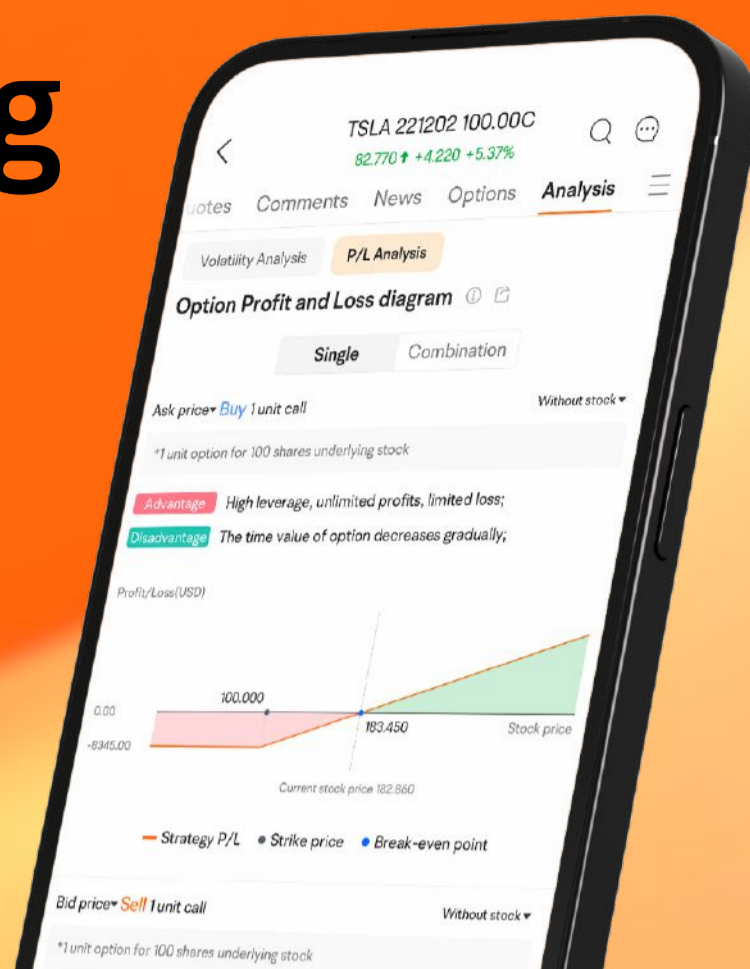 g
TSLA 221202 100.00C
82.770 ↑ +4.220 +5.37%
uotes Comments News Options Analysis
Volatility Analysis P/L Analysis
Option Profit and Loss diagram
Single Combination
Ask price▾ Buy 1 unit call Without stock ▾
*1 unit option for 100 shares underlying stock
Advantage High leverage, unlimited profits, limited loss;
Disadvantage The time value of option decreases gradually;
Profit/Loss(USD)
100.000
0.00
183.450 Stock price
-8345.00
Current stock price 182.860
Strategy P/L Strike price Break-even point
Bid price▾ Sell 1 unit call Without stock ▾
*1 unit option for 100 shares underlying stock